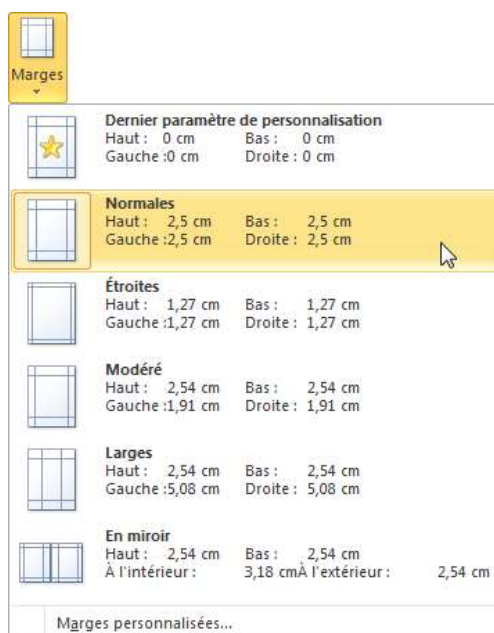 Marges
Dernier paramètre de personnalisation
Haut : 0 cm Bas : 0 cm
Gauche :0 cm Droite : 0 cm
Normales
Haut : 2,5 cm Bas : 2,5 cm
Gauche :2,5 cm Droite : 2,5 cm
Étroites
Haut : 1,27 cm Bas : 1,27 cm
Gauche :1,27 cm Droite : 1,27 cm
Modéré
Haut : 2,54 cm Bas : 2,54 cm
Gauche :1,91 cm Droite : 1,91 cm
Larges
Haut : 2,54 cm Bas : 2,54 cm
Gauche :5,08 cm Droite : 5,08 cm
En miroir
Haut : 2,54 cm Bas : 2,54 cm
À l'intérieur : 3,18 cmÀ l'extérieur : 2,54 cm
Marges personnalisées...